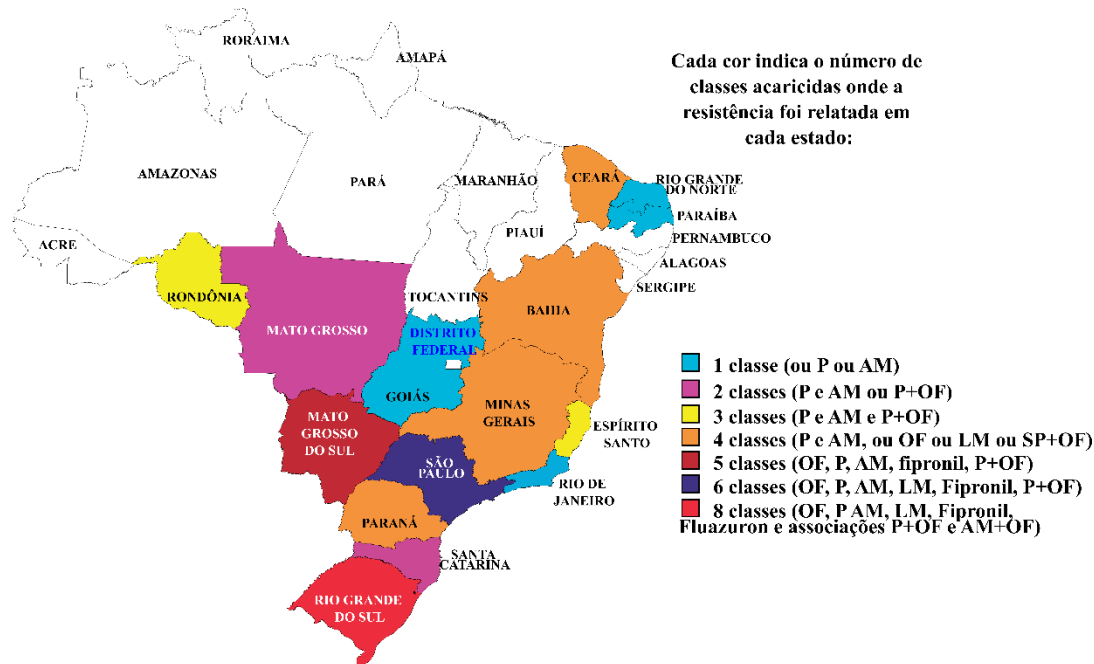 RORAIMA
AMAPÁ
Cada cor indica o número de
classes acaricidas onde a
resistência foi relatada em
cada estado:
AMAZONAS
PARÁ
MARANHÃO
CEARÁ
RIO GRANDE
DO NORTE
PARAÍBA
ACRE
PIAUÍ
PERNAMBUCO
ALAGOAS
SERGIPE
RONDÔNIA
TOCANTINS
BAHIA
MATO GROSSO
DISTRITO
FEDERAL
GOIÁS
MINAS
GERAIS
MATO
GROSSO
DO SUL
ESPÍRITO
SANTO
SÃO
PAULO
RIO DE
JANEIRO
PARANÁ
SANTA
CATARINA
RIO GRANDE
DO SUL
1 classe (ou P ou AM)
2 classes (P e AM ou P+OF)
3 classes (P e AM e P+OF)
4 classes (P e AM, ou OF ou LM ou SP+OF)
5 classes (OF, P, AM, fipronil, P+OF)
6 classes (OF, P, AM, LM, Fipronil, P+OF)
8 classes (OF, P AM, LM, Fipronil,
Fluazuron e associações P+OF e AM+OF)